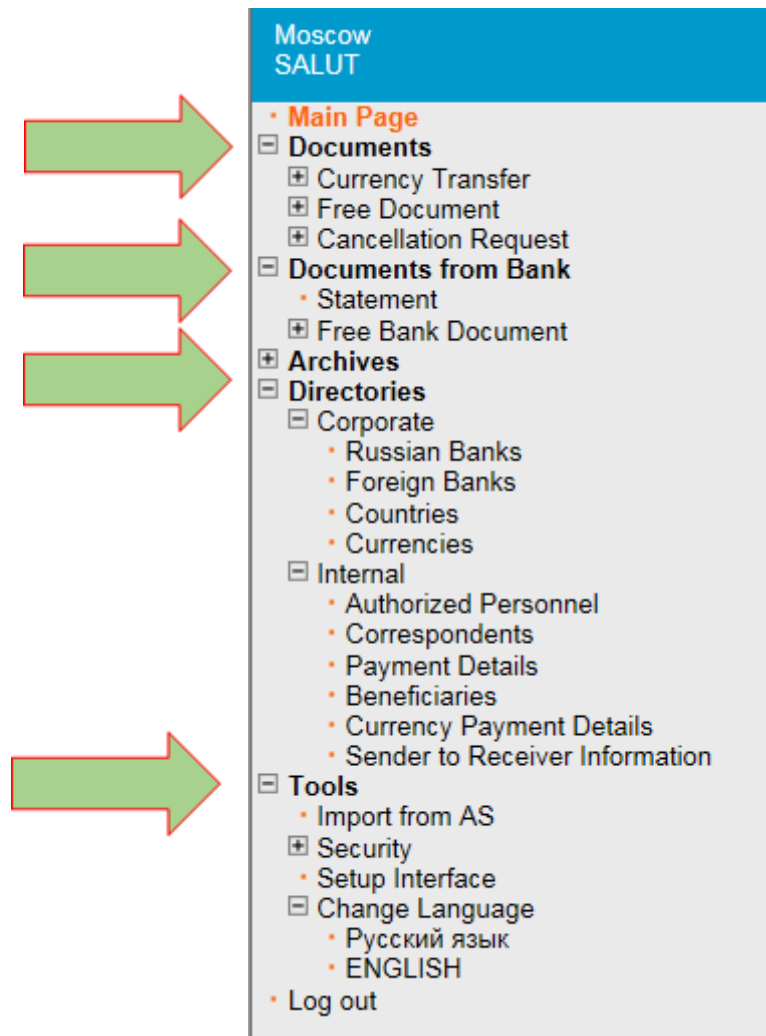 Moscow
SALUT
Main Page
Documents
Currency Transfer
Free Document
Cancellation Request
Documents from Bank
Statement
Free Bank Document
Archives
Directories
Corporate
Russian Banks
Foreign Banks
Countries
Currencies
Internal
Authorized Personnel
Correspondents
Payment Details
Beneficiaries
Currency Payment Details
Sender to Receiver Information
Tools
Import from AS
Security
Setup Interface
Change Language
Русский язык
ENGLISH
Log out